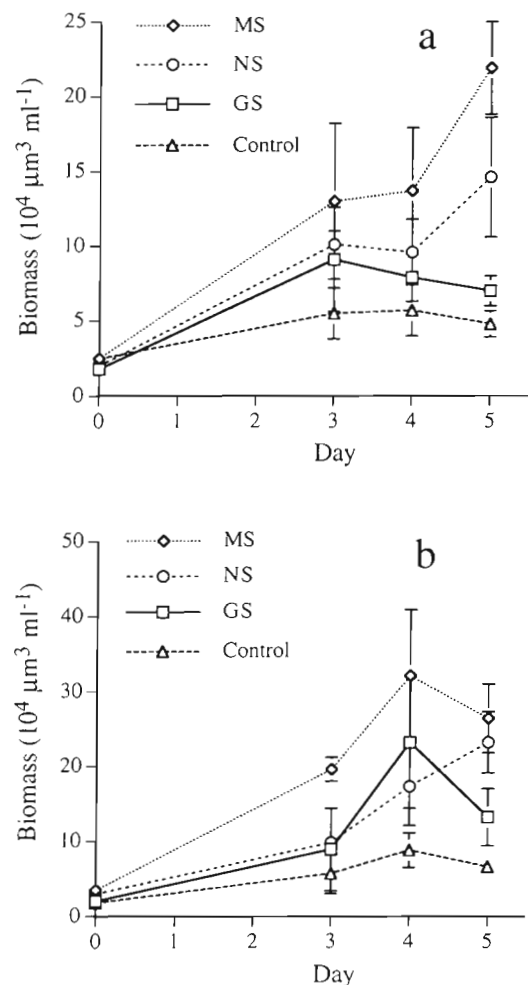 a
MS
NS
GS
Control
Biomass (10⁴ μm³ ml⁻¹)
25
20
15
10
5
0
0 1 2 3 4 5
Day
b
MS
NS
GS
Control
Biomass (10⁴ μm³ ml⁻¹)
50
40
30
20
10
0
0 1 2 3 4 5
Day